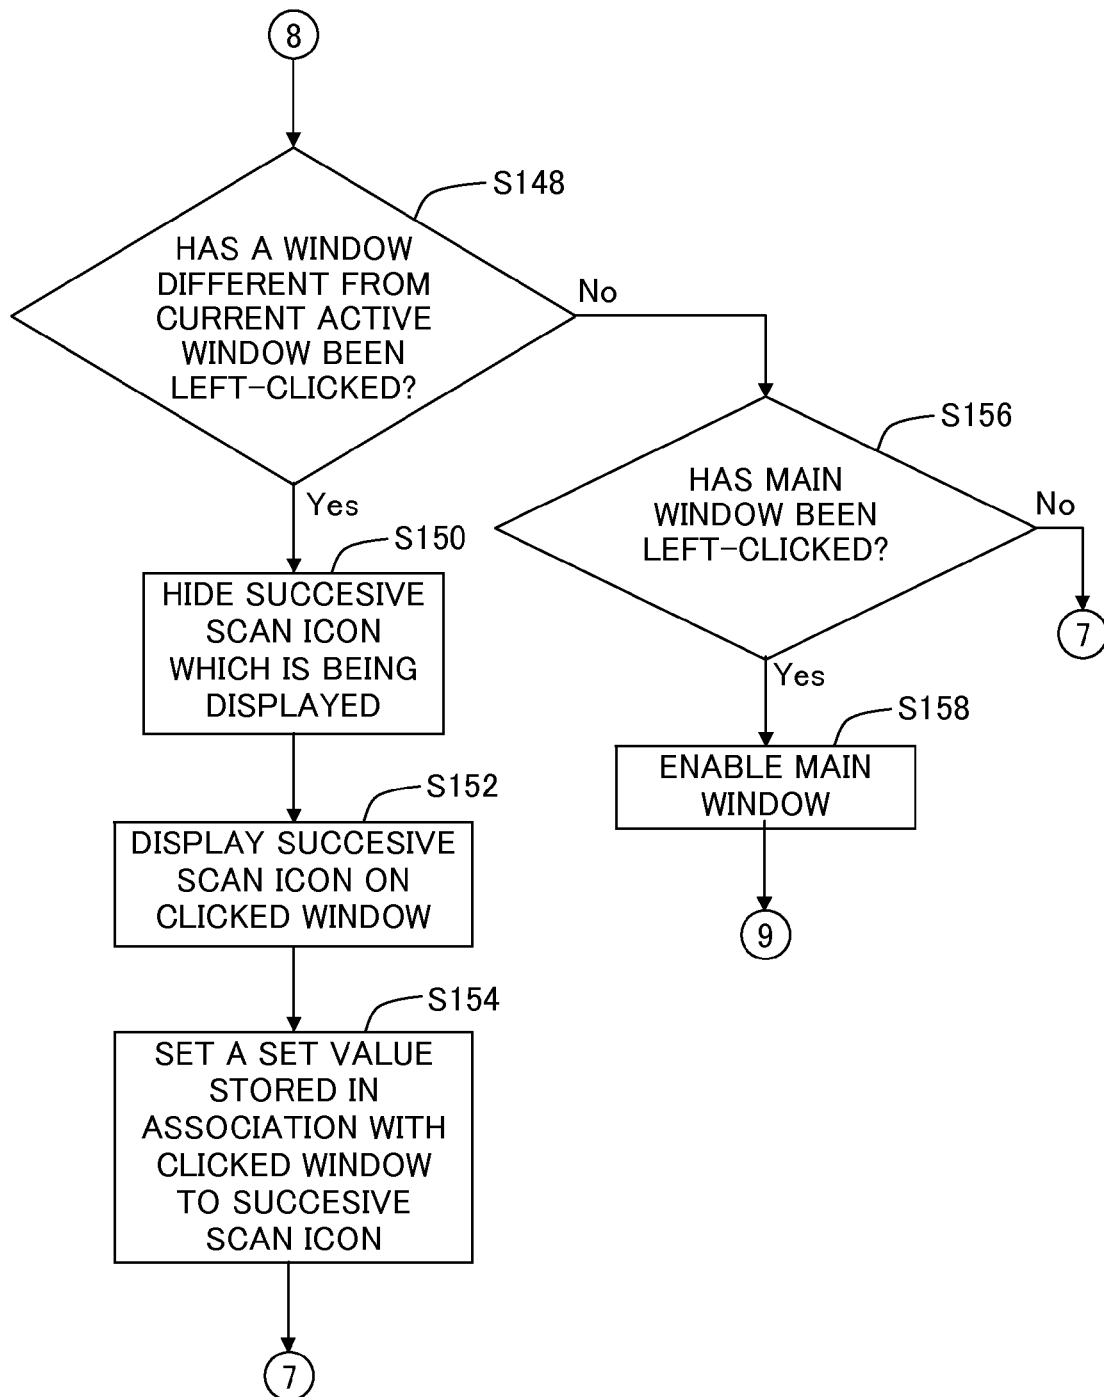 8
S148
HAS A WINDOW
DIFFERENT FROM
CURRENT ACTIVE
WINDOW BEEN
LEFT-CLICKED?
No
Yes
S156
HAS MAIN
WINDOW BEEN
LEFT-CLICKED?
No
7
Yes
S158
ENABLE MAIN
WINDOW
9
S150
HIDE SUCCESIVE
SCAN ICON
WHICH IS BEING
DISPLAYED
S152
DISPLAY SUCCESIVE
SCAN ICON ON
CLICKED WINDOW
S154
SET A SET VALUE
STORED IN
ASSOCIATION WITH
CLICKED WINDOW
TO SUCCESIVE
SCAN ICON
7